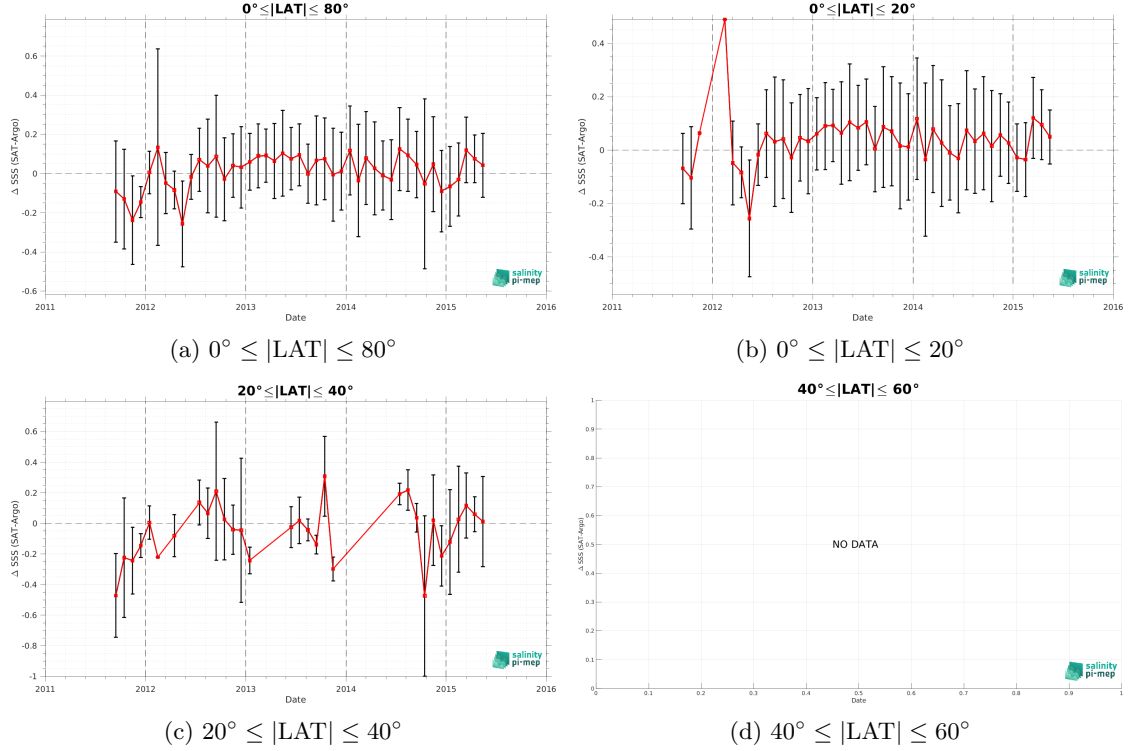 0°≤|LAT|≤ 80°
Δ SSS (SAT-Argo)
0.6
0.4
0.2
0
-0.2
-0.4
-0.6
2011
2012
2013
2014
2015
2016
Date
salinity
pi-mep
(a) 0° ≤ |LAT| ≤ 80°
0°≤|LAT|≤ 20°
Δ SSS (SAT-Argo)
0.4
0.2
0
-0.2
-0.4
2011
2012
2013
2014
2015
2016
Date
salinity
pi-mep
(b) 0° ≤ |LAT| ≤ 20°
20°≤|LAT|≤ 40°
Δ SSS (SAT-Argo)
0.6
0.4
0.2
0
-0.2
-0.4
-0.6
-0.8
-1
2011
2012
2013
2014
2015
2016
Date
salinity
pi-mep
(c) 20° ≤ |LAT| ≤ 40°
40°≤|LAT|≤ 60°
Δ SSS (SAT-Argo)
1
0.9
0.8
0.7
0.6
0.5
0.4
0.3
0.2
0.1
0
NO DATA
0
0.1
0.2
0.3
0.4
0.5
0.6
0.7
0.8
0.9
1
Date
salinity
pi-mep
(d) 40° ≤ |LAT| ≤ 60°